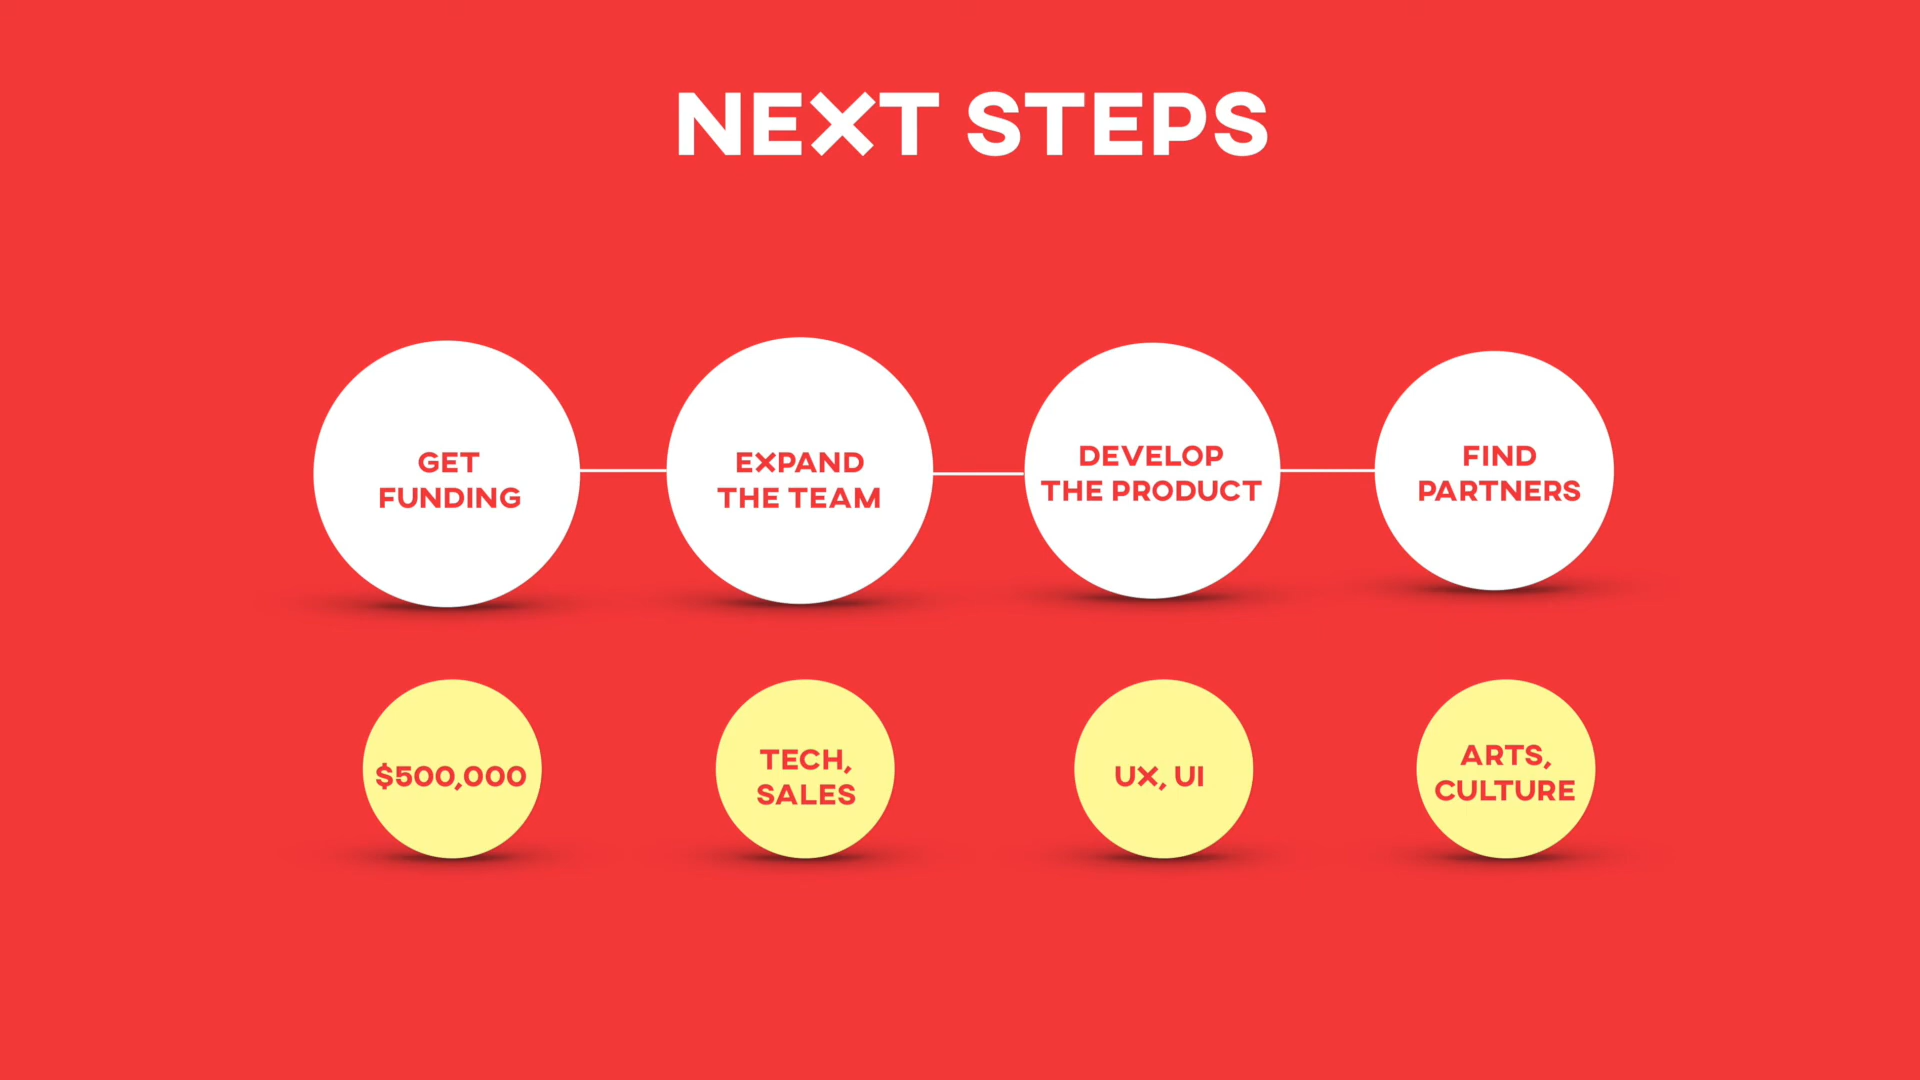 NEXT STEPS
GET
FUNDING
EXPAND
THE TEAM
DEVELOP
THE PRODUCT
FIND
PARTNERS
$500,000
TECH,
SALES
UX, UI
ARTS,
CULTURE